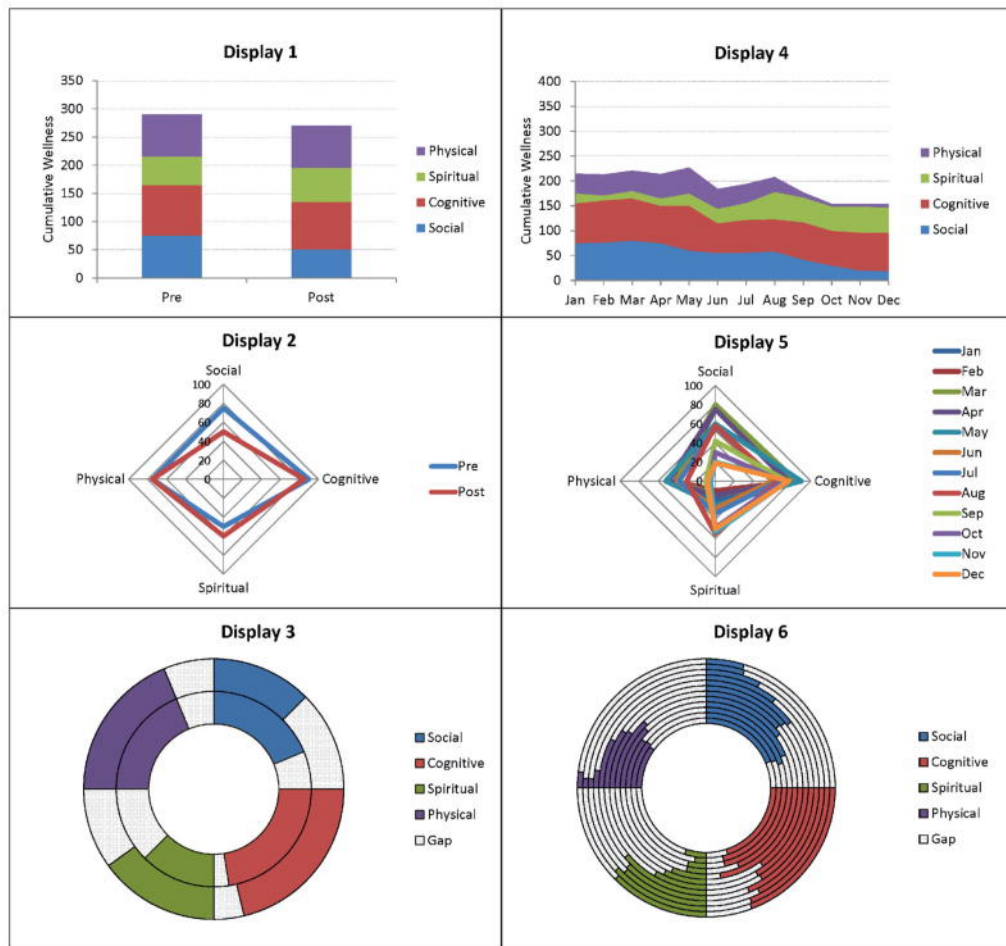 Display 1
350
300
250
200
150
100
50
0
Cumulative Wellness
Pre Post
Physical
Spiritual
Cognitive
Social
Display 4
400
350
300
250
200
150
100
50
0
Cumulative Wellness
Jan Feb Mar Apr May Jun Jul Aug Sep Oct Nov Dec
Physical
Spiritual
Cognitive
Social
Display 2
Social
100
80
60
40
20
0
Physical
Cognitive
Spiritual
Pre
Post
Display 5
Social
100
80
60
40
20
0
Physical
Cognitive
Spiritual
Jan
Feb
Mar
Apr
May
Jun
Jul
Aug
Sep
Oct
Nov
Dec
Display 3
Social
Cognitive
Spiritual
Physical
Gap
Display 6
Social
Cognitive
Spiritual
Physical
Gap